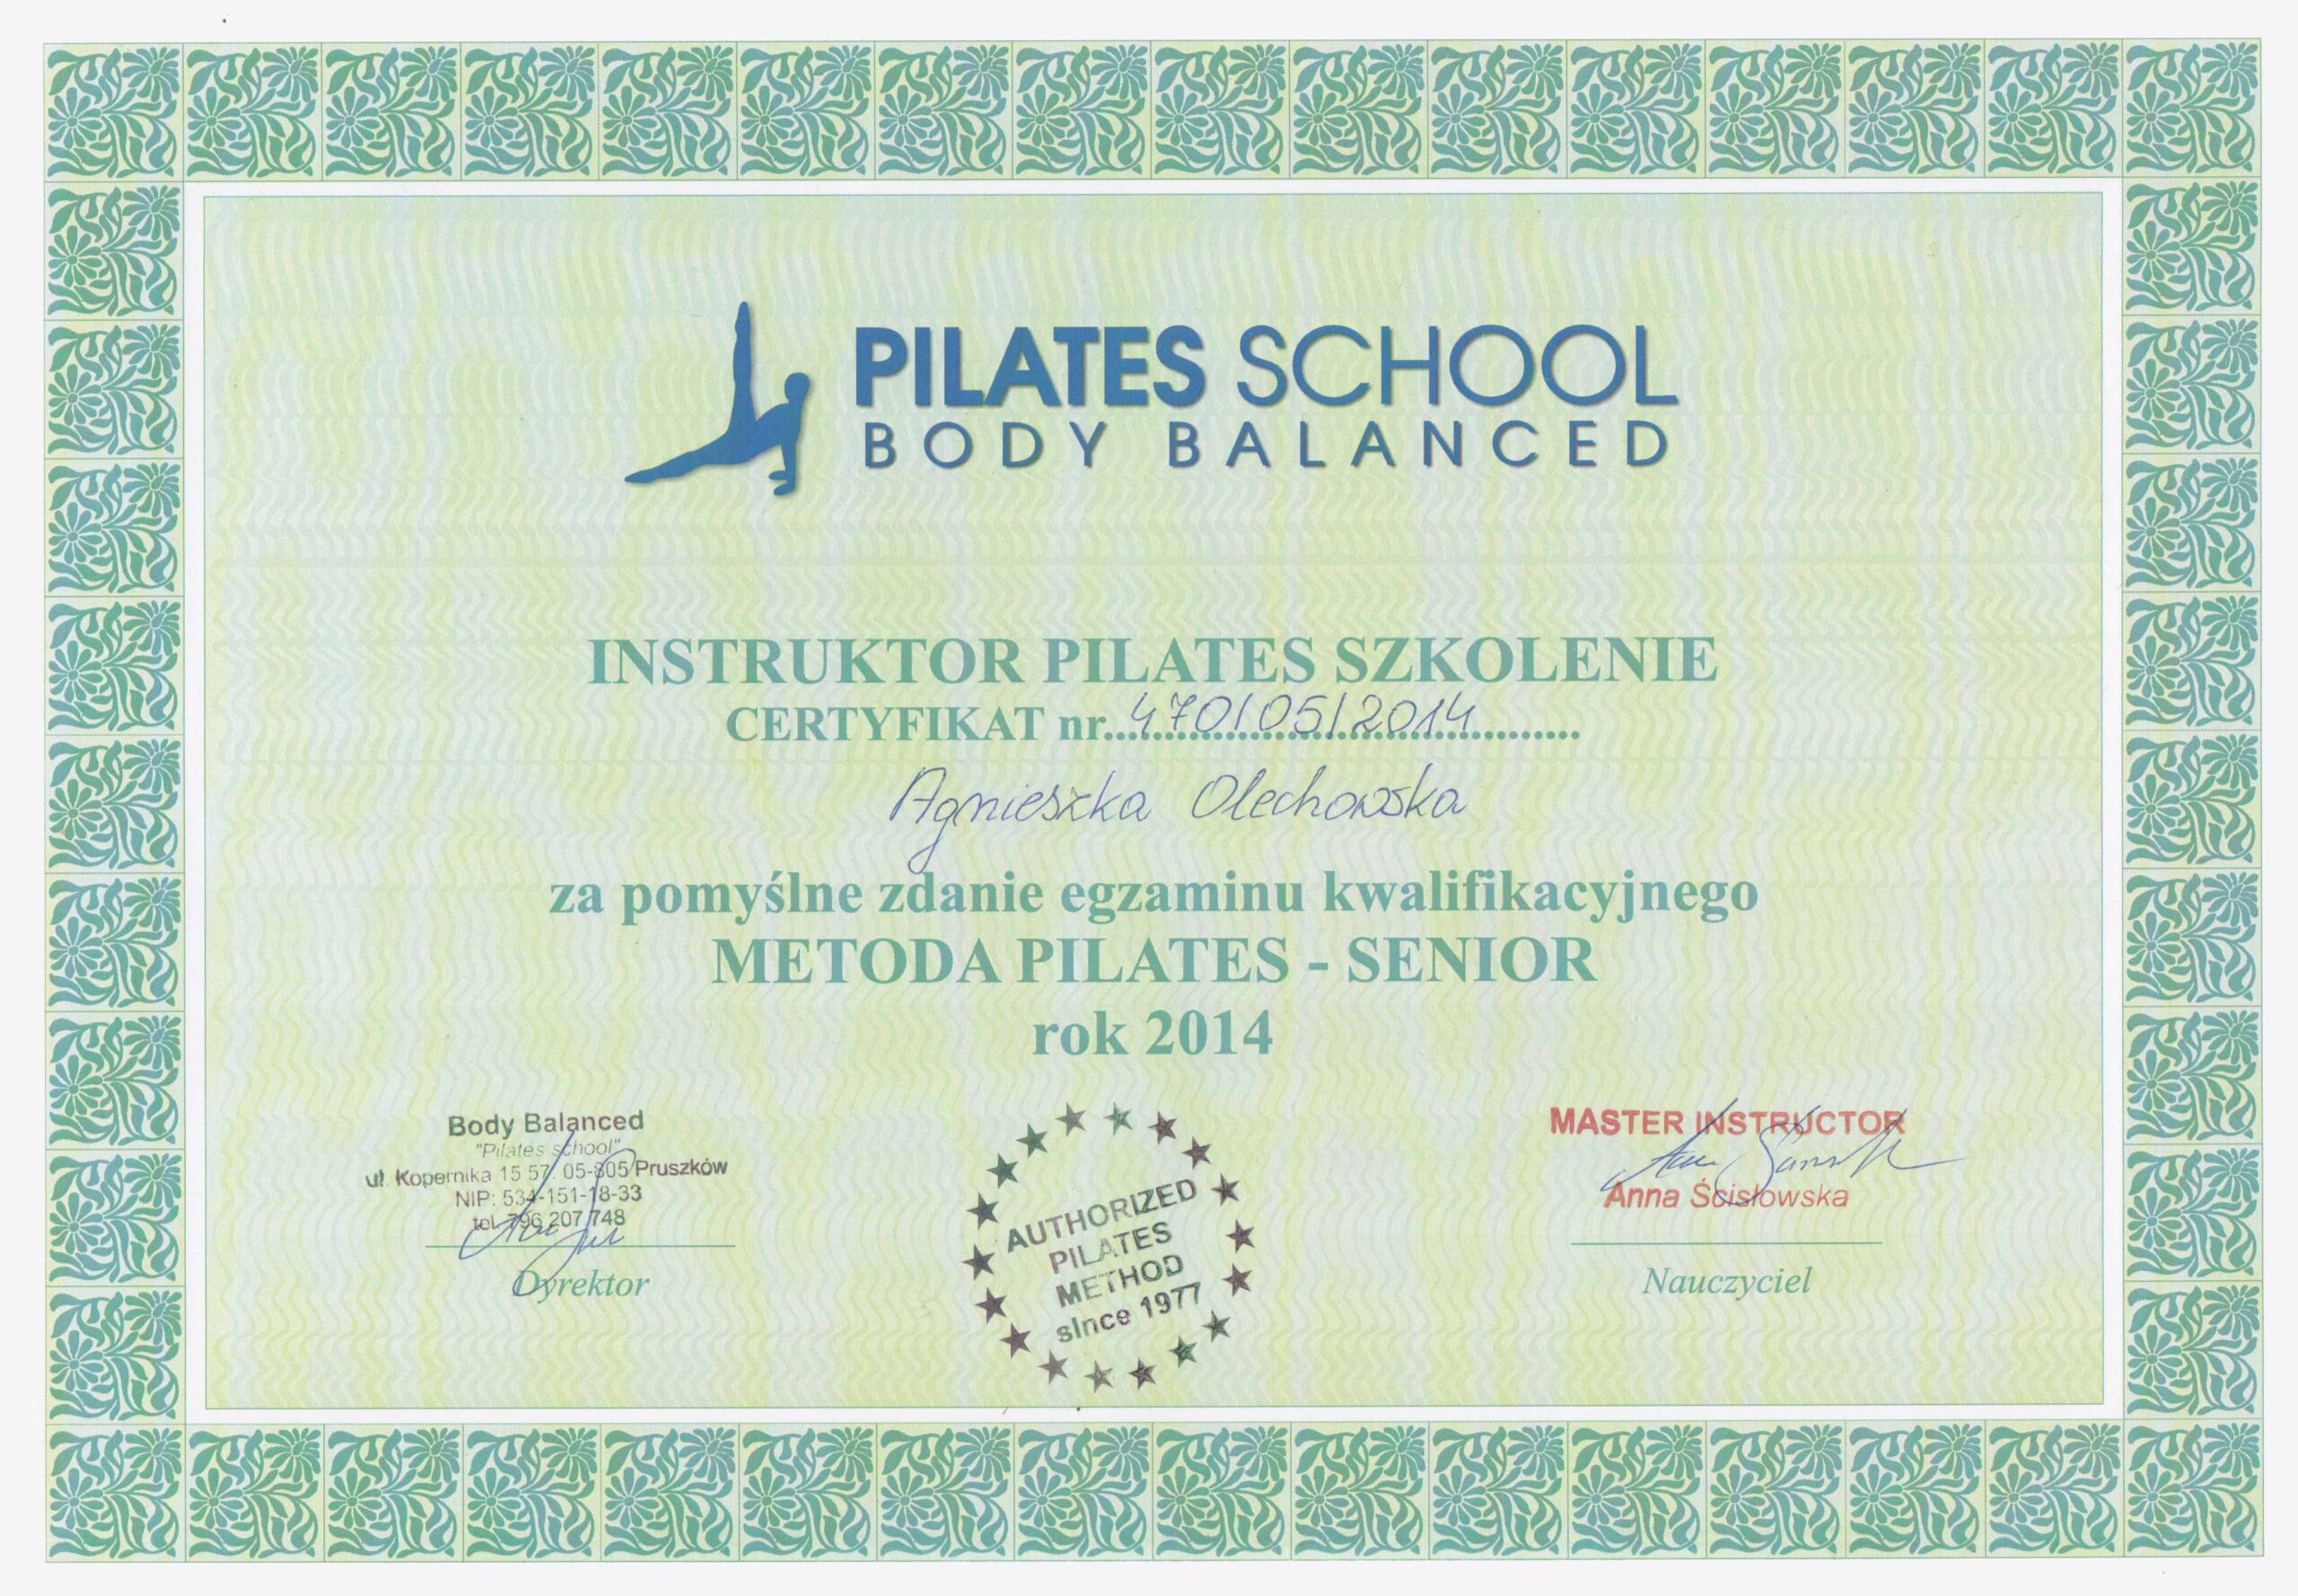 PILATES SCHOOL
BODY BALANCED
INSTRUKTOR PILATES SZKOLENIE
CERTYFIKAT nr. 470/05/2014
Agnieszka Olechowska
za pomyślne zdanie egzaminu kwalifikacyjnego
METODA PILATES - SENIOR
rok 2014
Body Balanced
"Pilates school"
ul. Kopernika 15 57, 05-805 Pruszków
NIP: 534-151-18-33
tel. 796 207 748
Dyrektor
AUTHORIZED
PILATES
METHOD
sInce 1977
MASTER INSTRUCTOR
Anna Ścisłowska
Nauczyciel